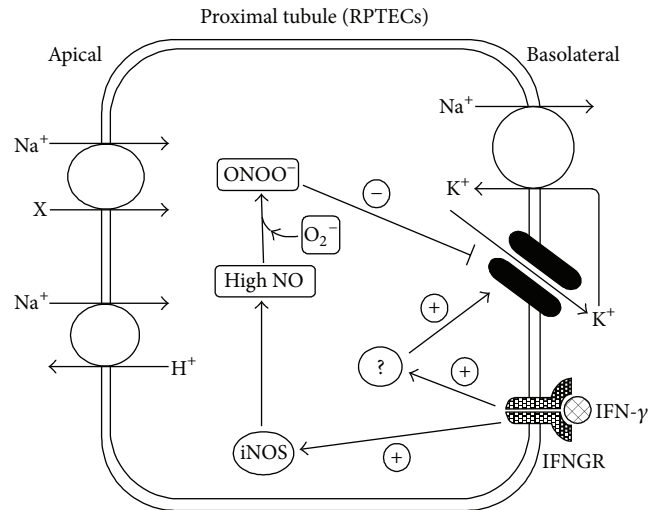 Proximal tubule (RPTECs)
Apical
Basolateral
Na⁺
Na⁺
K⁺
X
ONOO⁻
−
O₂⁻
High NO
Na⁺
+
K⁺
H⁺
?
+
IFN-γ
iNOS
+
IFNGR